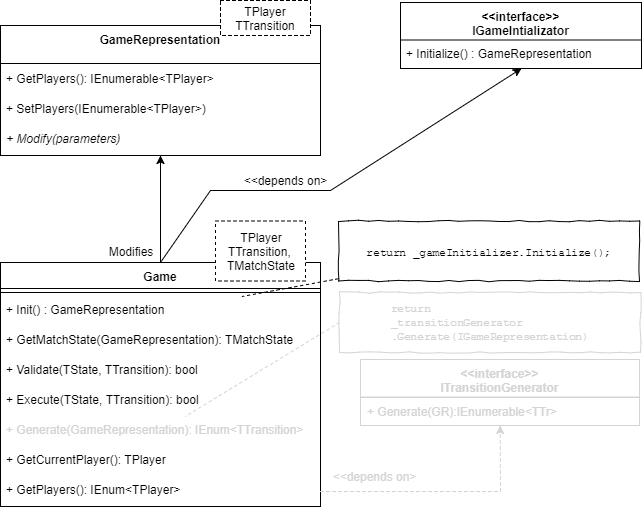 TPlayer
TTransition
GameRepresentation
+ GetPlayers(): IEnumerable<TPlayer>
+ SetPlayers(IEnumerable<TPlayer>)
+ Modify(parameters)
<<interface>>
IGameIntializator
+ Initialize() : GameRepresentation
<<depends on>
Modifies
TPlayer
TTransition,
TMatchState
Game
+ Init() : GameRepresentation
+ GetMatchState(GameRepresentation): TMatchState
+ Validate(TState, TTransition): bool
+ Execute(TState, TTransition): bool
+ Generate(GameRepresentation): IEnum<TTransition>
+ GetCurrentPlayer(): TPlayer
+ GetPlayers(): IEnum<TPlayer>
return _gameInitializer.Initialize();
return
_transitionGenerator
.Generate(IGameRepresentation)
<<interface>>
ITransitionGenerator
+ Generate(GR):IEnumerable<TTr>
<<depends on>